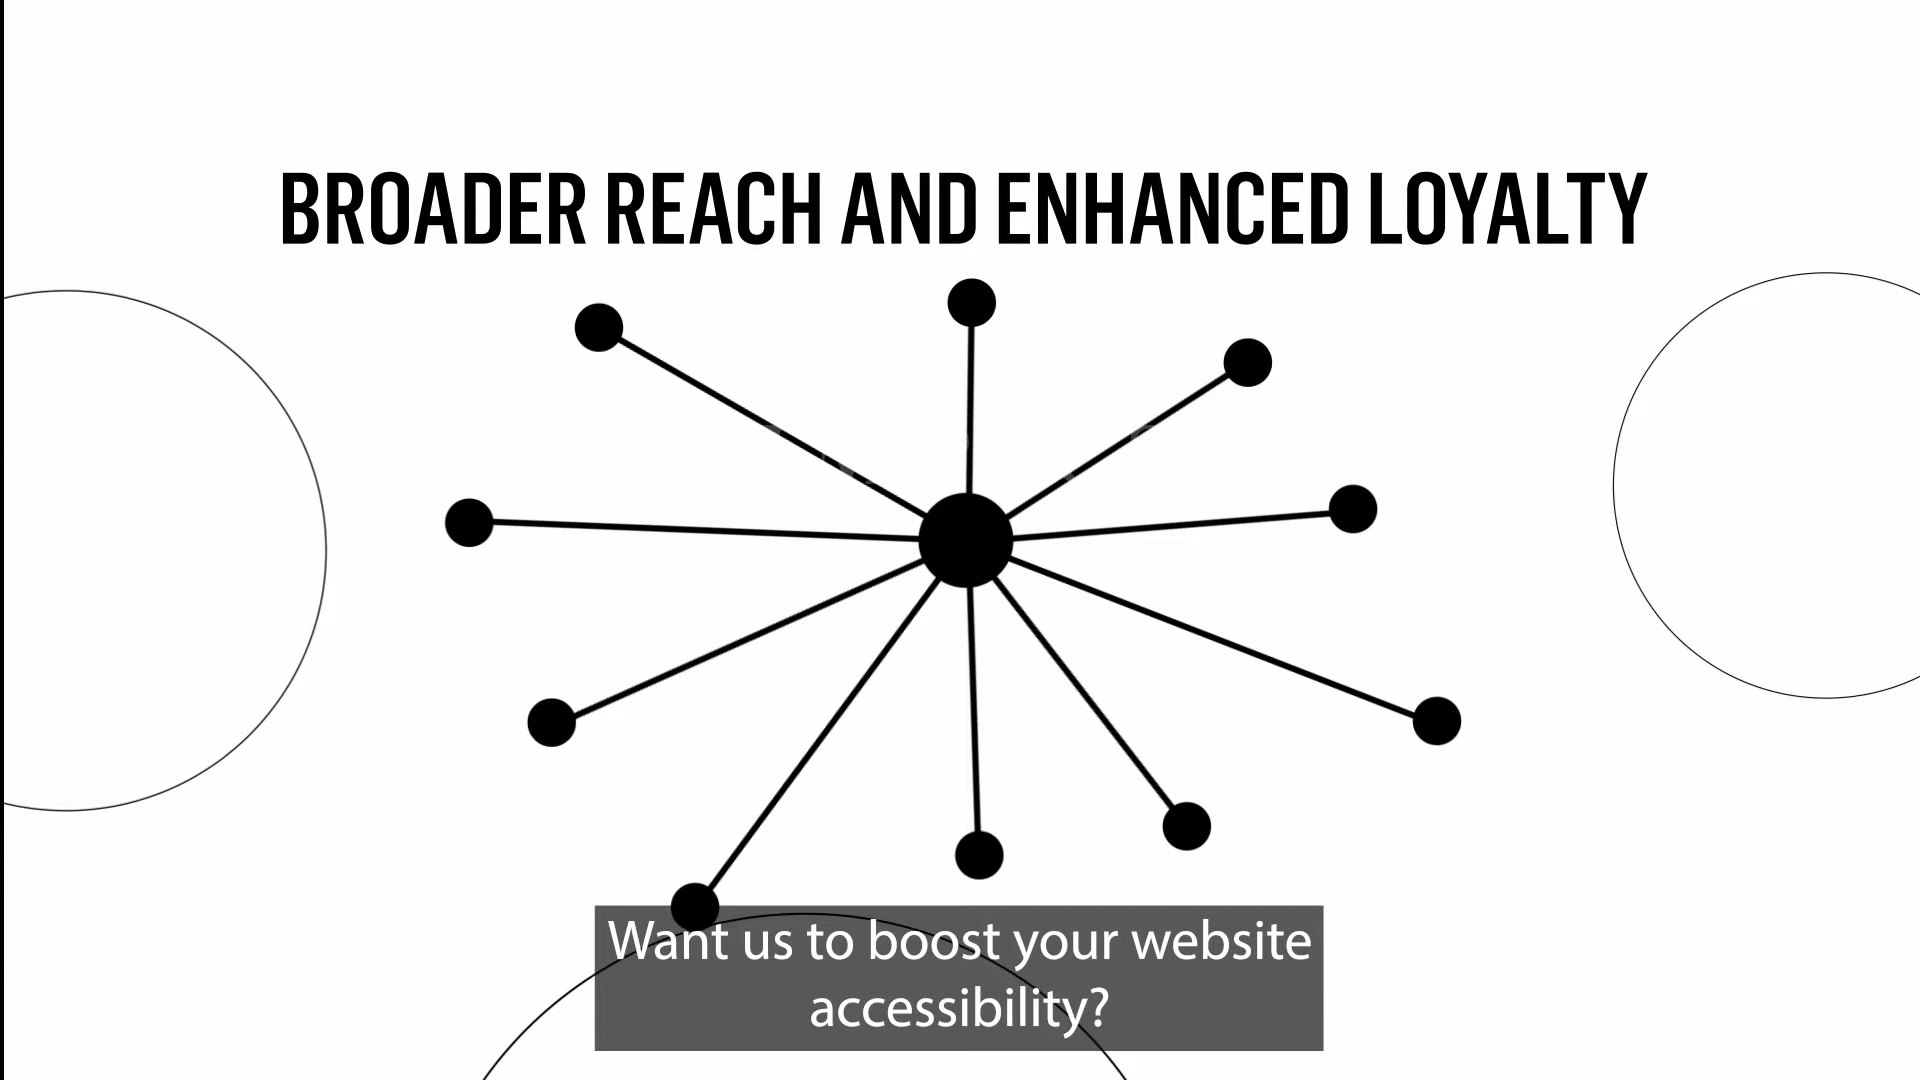 BROADER REACH AND ENHANCED LOYALTY
Want us to boost your website
accessibility?